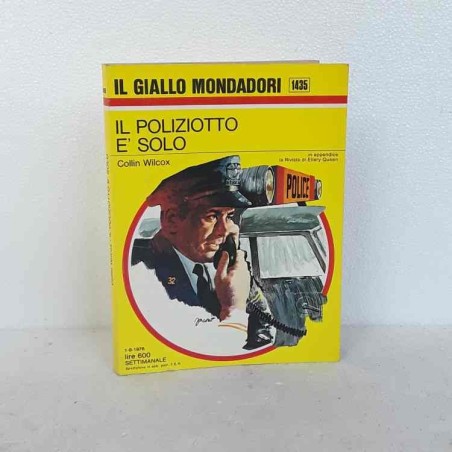 IL GIALLO MONDADORI 1435
IL POLIZIOTTO
E' SOLO
Collin Wilcox
in appendice
la Rivista di Ellery Queen
POLICE
32
lire 600
SETTIMANALE